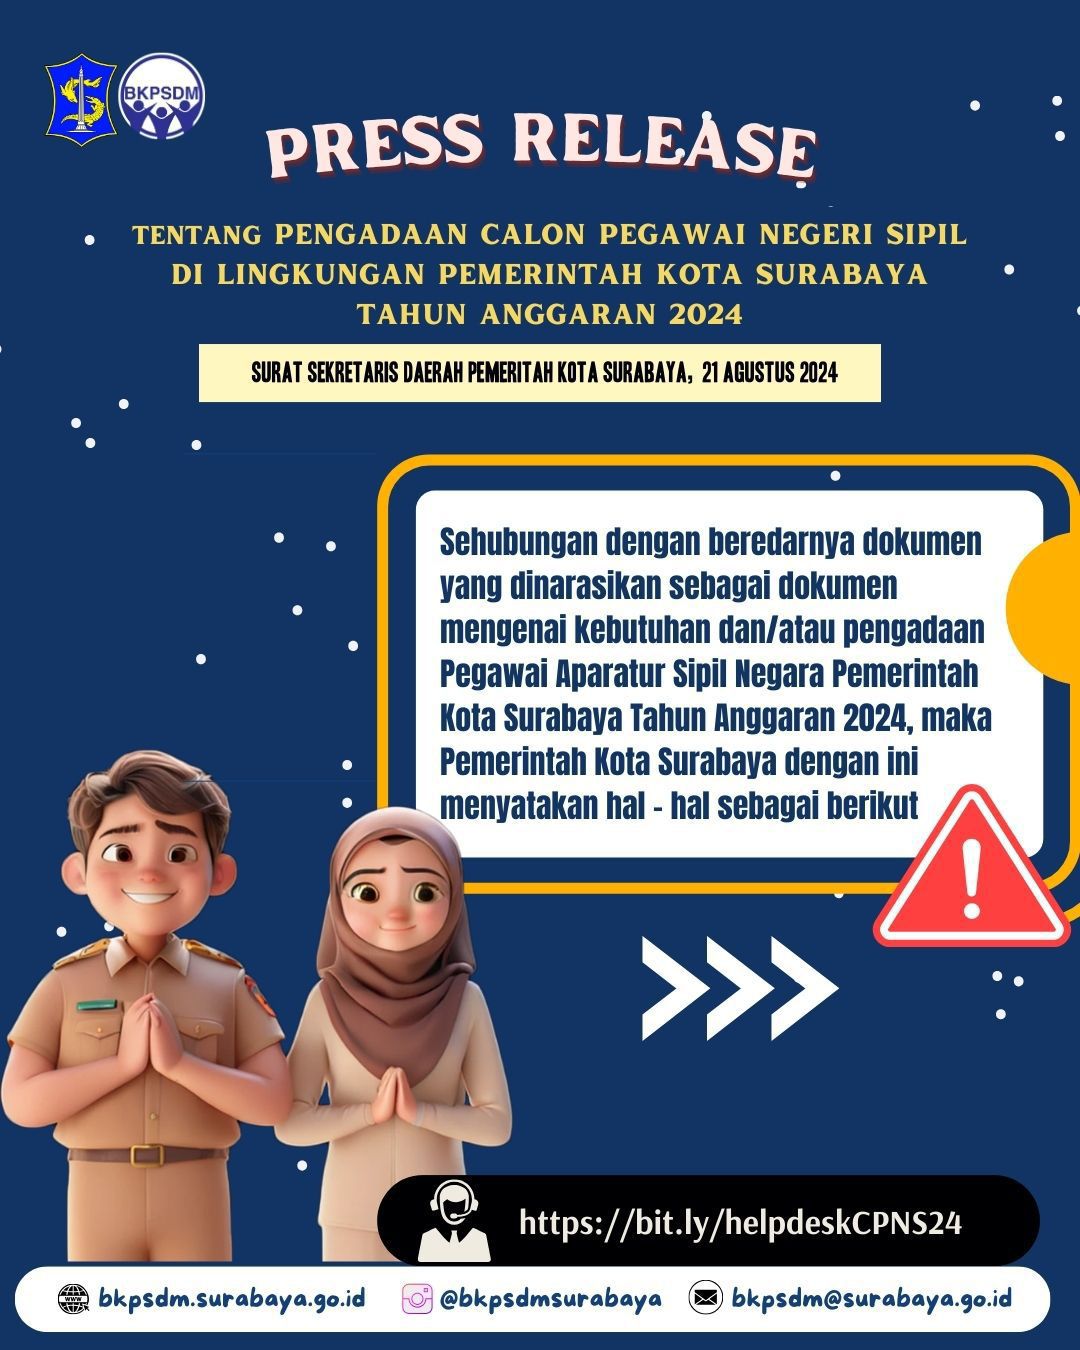 BKPSDM
PRESS RELEASE
TENTANG PENGADAAN CALON PEGAWAI NEGERI SIPIL
DI LINGKUNGAN PEMERINTAH KOTA SURABAYA
TAHUN ANGGARAN 2024
SURAT SEKRETARIS DAERAH PEMERITAH KOTA SURABAYA, 21 AGUSTUS 2024
Sehubungan dengan beredarnya dokumen
yang dinarasikan sebagai dokumen
mengenai kebutuhan dan/atau pengadaan
Pegawai Aparatur Sipil Negara Pemerintah
Kota Surabaya Tahun Anggaran 2024, maka
Pemerintah Kota Surabaya dengan ini
menyatakan hal - hal sebagai berikut
https://bit.ly/helpdeskCPNS24
www bkpsdm.surabaya.go.id @bkpsdmsurabaya bkpsdm@surabaya.go.id